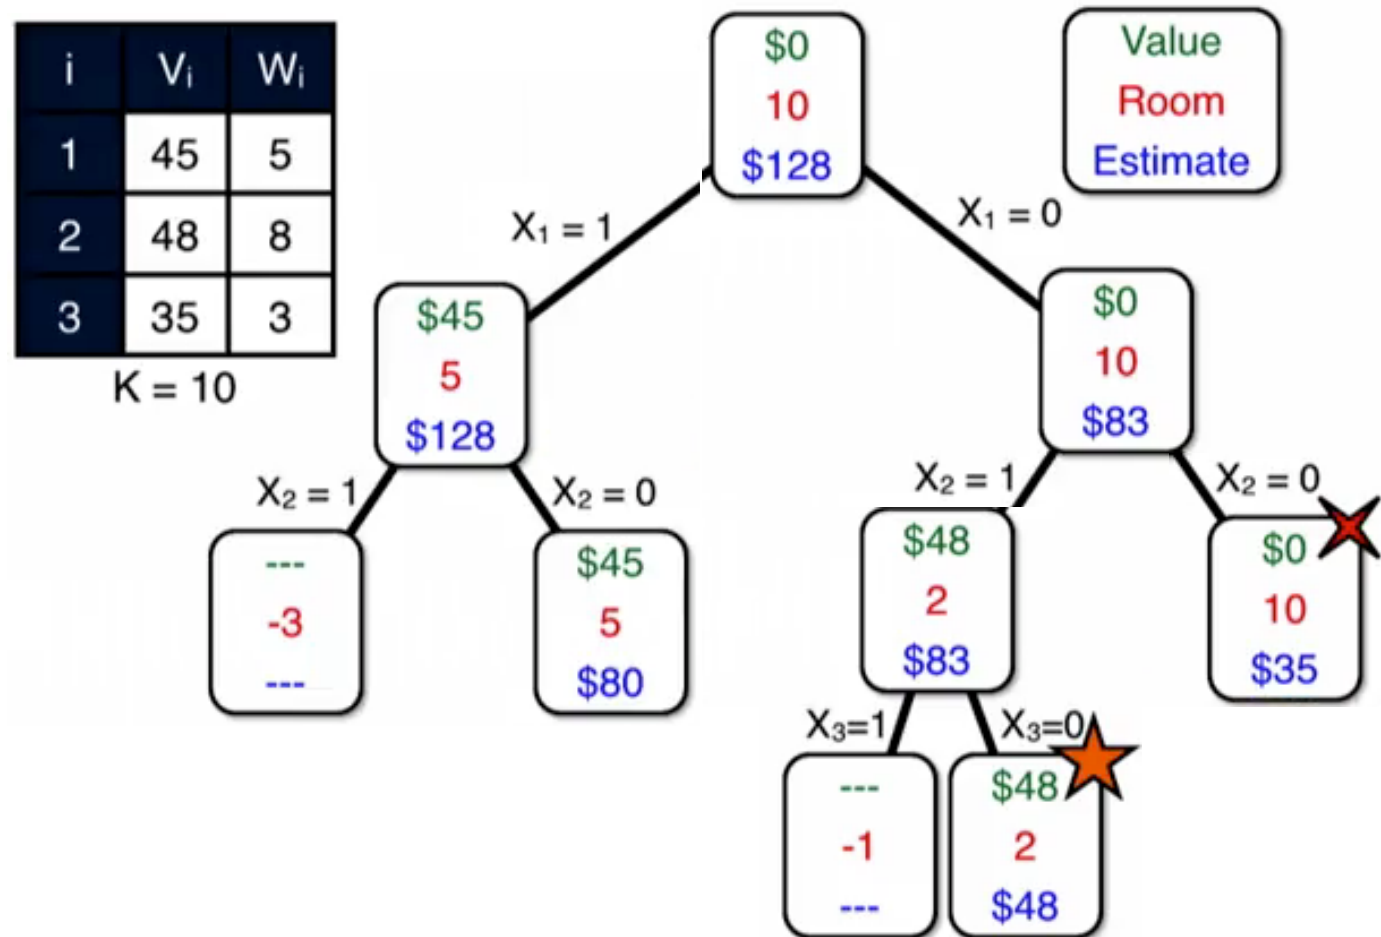 i Vᵢ Wᵢ
1 45 5
2 48 8
3 35 3
K = 10
$0
10
$128
Value
Room
Estimate
X₁ = 1
X₁ = 0
$45
5
$128
$0
10
$83
X₂ = 1
X₂ = 0
X₂ = 1
X₂ = 0
---
-3
---
$45
5
$80
$48
2
$83
$0
10
$35
X₃=1
X₃=0
---
-1
---
$48
2
$48